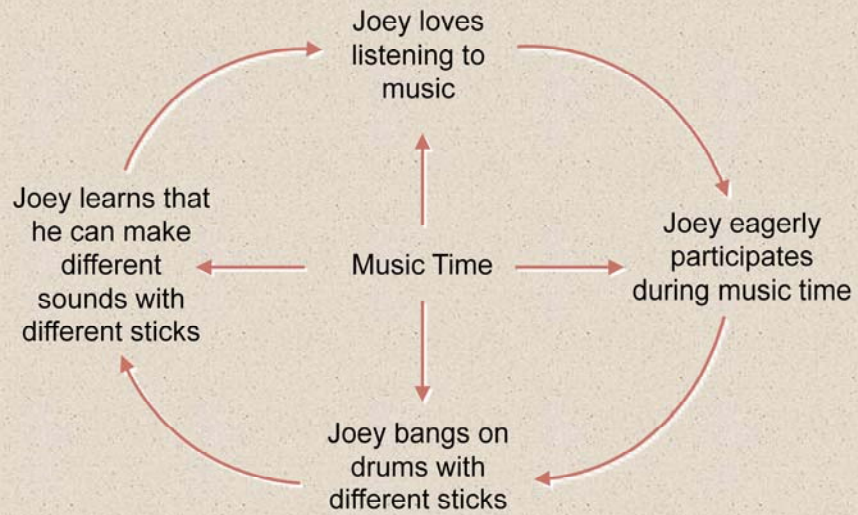 Joey loves
listening to
music
Joey learns that
he can make
different
sounds with
different sticks
Music Time
Joey eagerly
participates
during music time
Joey bangs on
drums with
different sticks